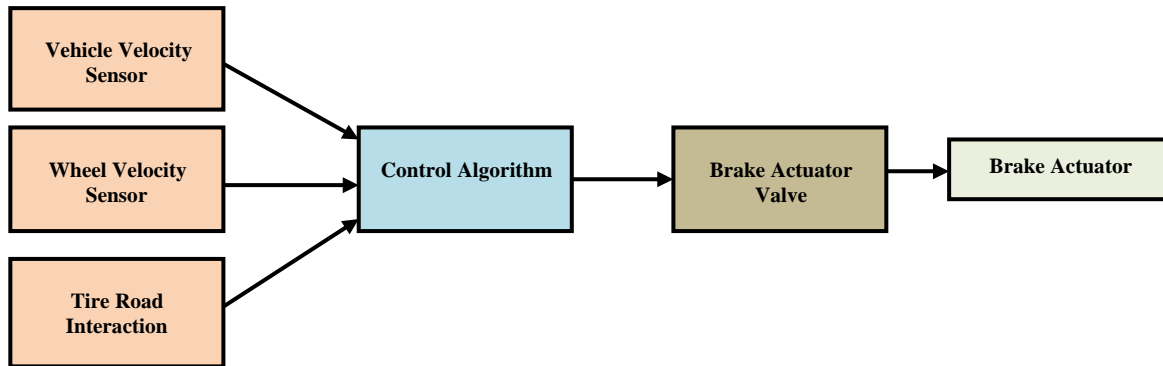 Vehicle Velocity
Sensor
Wheel Velocity
Sensor
Tire Road
Interaction
Control Algorithm
Brake Actuator
Valve
Brake Actuator